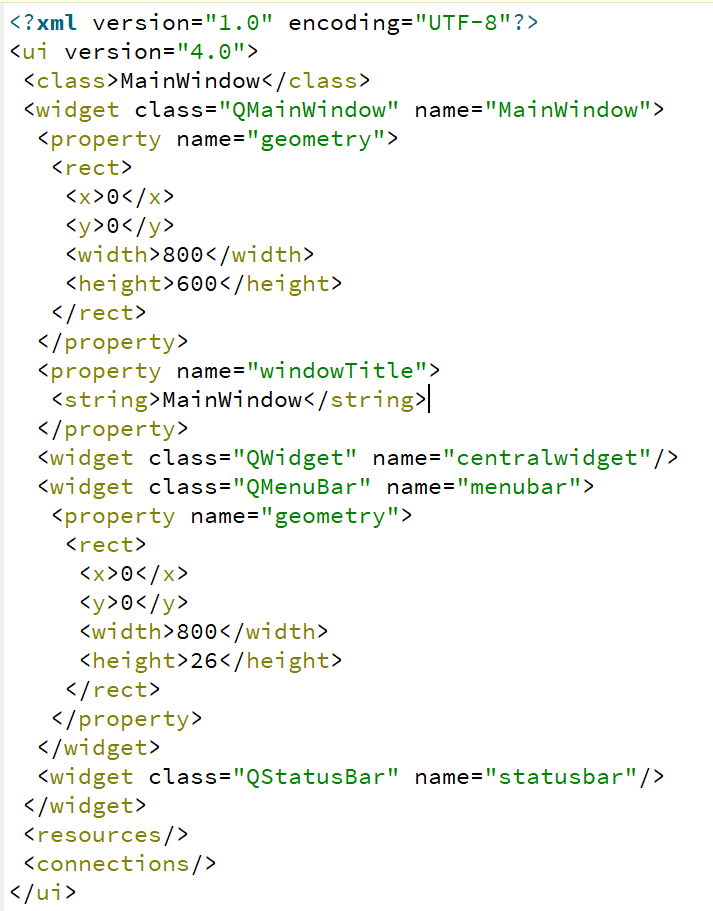 <?xml version="1.0" encoding="UTF-8"?>
<ui version="4.0">
 <class>MainWindow</class>
 <widget class="QMainWindow" name="MainWindow">
  <property name="geometry">
   <rect>
    <x>0</x>
    <y>0</y>
    <width>800</width>
    <height>600</height>
   </rect>
  </property>
  <property name="windowTitle">
   <string>MainWindow</string>
  </property>
  <widget class="QWidget" name="centralwidget"/>
  <widget class="QMenuBar" name="menubar">
   <property name="geometry">
    <rect>
     <x>0</x>
     <y>0</y>
     <width>800</width>
     <height>26</height>
    </rect>
   </property>
  </widget>
  <widget class="QStatusBar" name="statusbar"/>
 </widget>
 <resources/>
 <connections/>
</ui>